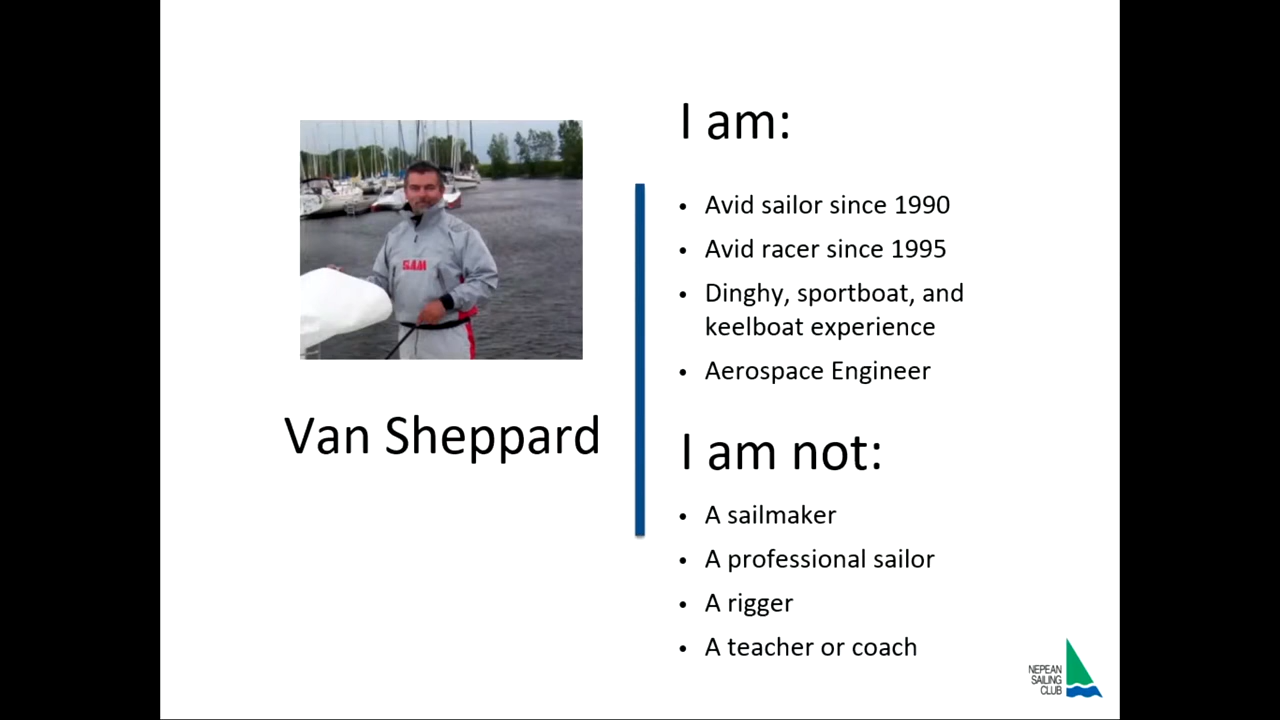 I am:
Avid sailor since 1990
Avid racer since 1995
Dinghy, sportboat, and
keelboat experience
Aerospace Engineer
SLAM
Van Sheppard
I am not:
A sailmaker
A professional sailor
A rigger
A teacher or coach
NEPEAN
SAILING
CLUB